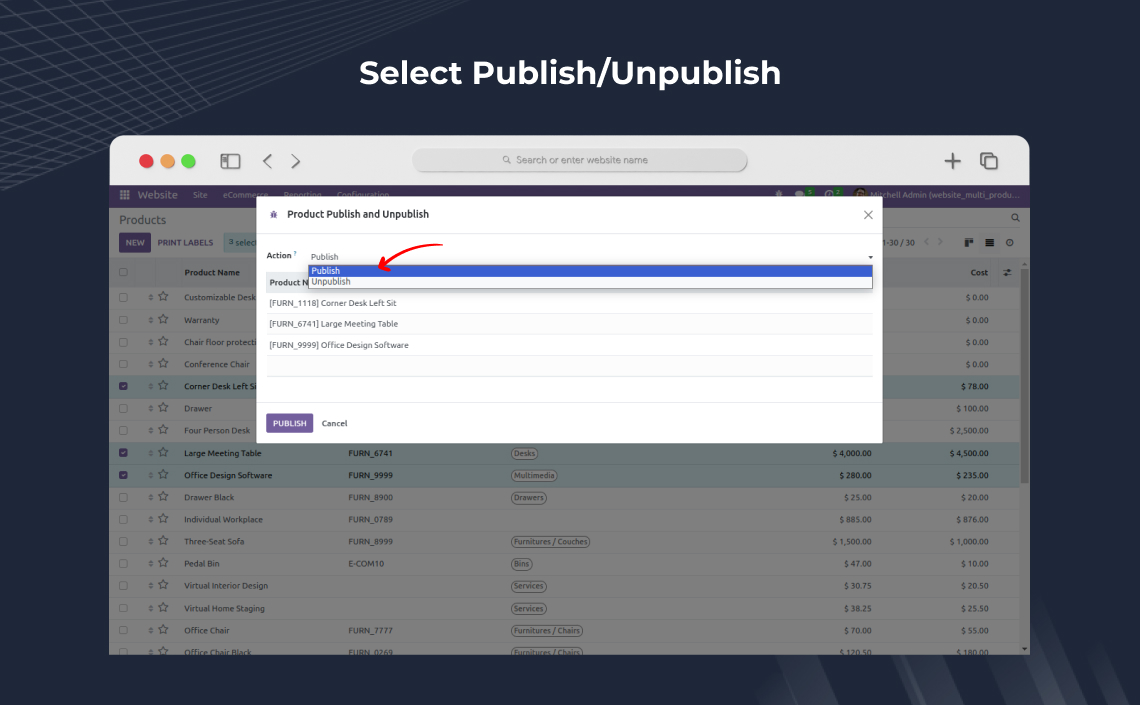 Select Publish/Unpublish
Search or enter website name
Website Site eCommerce Reporting Configuration 5 2 Mitchell Admin (website_multi_produ...
Products
Product Publish and Unpublish
NEW PRINT LABELS 3 select 1-30 / 30
Action ?
Publish
Publish
Unpublish
Product N
[FURN_1118] Corner Desk Left Sit
[FURN_6741] Large Meeting Table
[FURN_9999] Office Design Software
PUBLISH Cancel
Product Name Cost
Customizable Desk $ 0.00
Warranty $ 0.00
Chair floor protecti $ 0.00
Conference Chair $ 0.00
Corner Desk Left Si $ 78.00
Drawer $ 100.00
Four Person Desk $ 2,500.00
Large Meeting Table FURN_6741 Desks $ 4,000.00 $ 4,500.00
Office Design Software FURN_9999 Multimedia $ 280.00 $ 235.00
Drawer Black FURN_8900 Drawers $ 25.00 $ 20.00
Individual Workplace FURN_0789 $ 885.00 $ 876.00
Three-Seat Sofa FURN_8999 Furnitures / Couches $ 1,500.00 $ 1,000.00
Pedal Bin E-COM10 Bins $ 47.00 $ 10.00
Virtual Interior Design Services $ 30.75 $ 20.50
Virtual Home Staging Services $ 38.25 $ 25.50
Office Chair FURN_7777 Furnitures / Chairs $ 70.00 $ 55.00
Office Chair Black FURN_0269 Furnitures / Chairs $ 120.50 $ 180.00